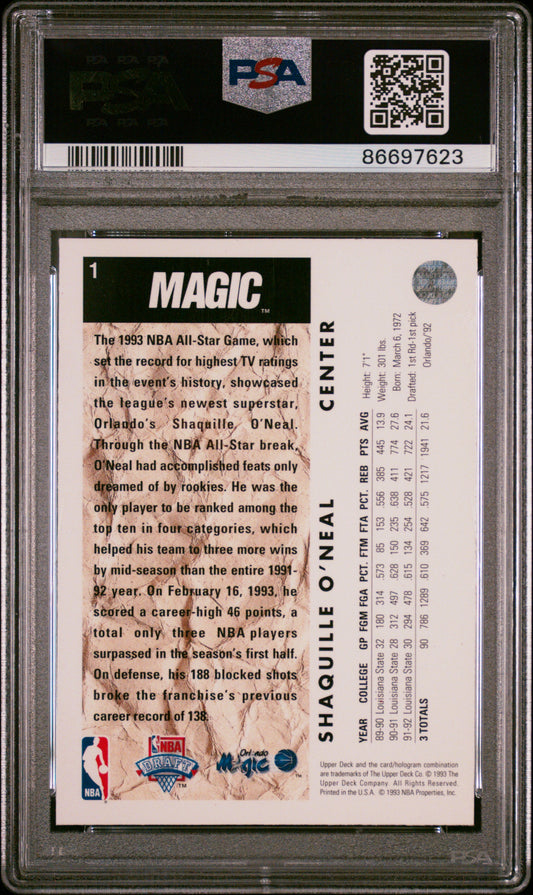 PSA
86697623
1
MAGIC™
The 1993 NBA All-Star Game, which
set the record for highest TV ratings
in the event's history, showcased
the league's newest superstar,
Orlando's Shaquille O'Neal.
Through the NBA All-Star break,
O'Neal had accomplished feats only
dreamed of by rookies. He was the
only player to be ranked among the
top ten in four categories, which
helped his team to three more wins
by mid-season than the entire 1991-
92 year. On February 16, 1993, he
scored a career-high 46 points, a
total only three NBA players
surpassed in the season's first half.
On defense, his 188 blocked shots
broke the franchise's previous
career record of 138.
NBA
NBA
DRAFT™
Orlando
Magic™
SHAQUILLE O'NEAL CENTER
Height: 7'1"
Weight: 301 lbs.
Born: March 6, 1972
Drafted: 1st Rd-1st pick
Orlando/'92
YEAR COLLEGE GP FGM FGA PCT. FTM FTA PCT. REB PTS AVG
89-90 Louisiana State 32 180 314 .573 85 153 .556 385 445 13.9
90-91 Louisiana State 28 312 497 .628 150 235 .638 411 774 27.6
91-92 Louisiana State 30 294 478 .615 134 254 .528 421 722 24.1
3 TOTALS 90 786 1289 .610 369 642 .575 1217 1941 21.6
Upper Deck and the card/hologram combination
are trademarks of The Upper Deck Co. © 1993 The
Upper Deck Company. All Rights Reserved.
Printed in the U.S.A. © 1993 NBA Properties, Inc.
PSA